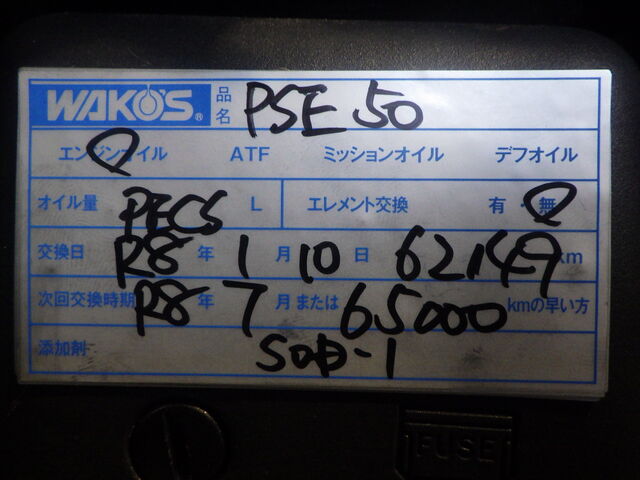 WAKO'S® 品名 PSE 50
エンジンオイル ATF ミッションオイル デフオイル
オイル量 PECS L エレメント交換 有 無
交換日 R8 年 1 月 10 日 62149 km
次回交換時期 R8 年 7 月 または 65000 kmの早い方
添加剤 SOD-1
FUSE